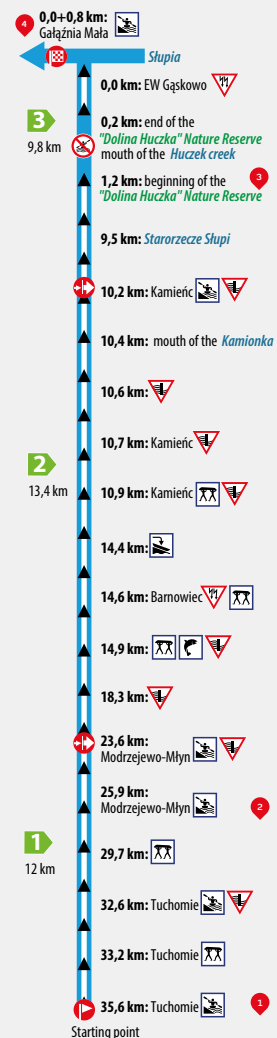 4
0,0+0,8 km:
Gałąźnia Mała
Słupia
0,0 km: EW Gąskowo
3
9,8 km
0,2 km: end of the
"Dolina Huczka" Nature Reserve
mouth of the Huczek creek
1,2 km: beginning of the
"Dolina Huczka" Nature Reserve
3
9,5 km: Starorzecze Słupi
10,2 km: Kamieńc
10,4 km: mouth of the Kamionka
10,6 km:
10,7 km: Kamieńc
2
13,4 km
10,9 km: Kamieńc
14,4 km:
14,6 km: Barnowiec
14,9 km:
18,3 km:
23,6 km:
Modrzejewo-Młyn
25,9 km:
Modrzejewo-Młyn
2
1
12 km
29,7 km:
32,6 km: Tuchomie
33,2 km: Tuchomie
35,6 km: Tuchomie
1
Starting point